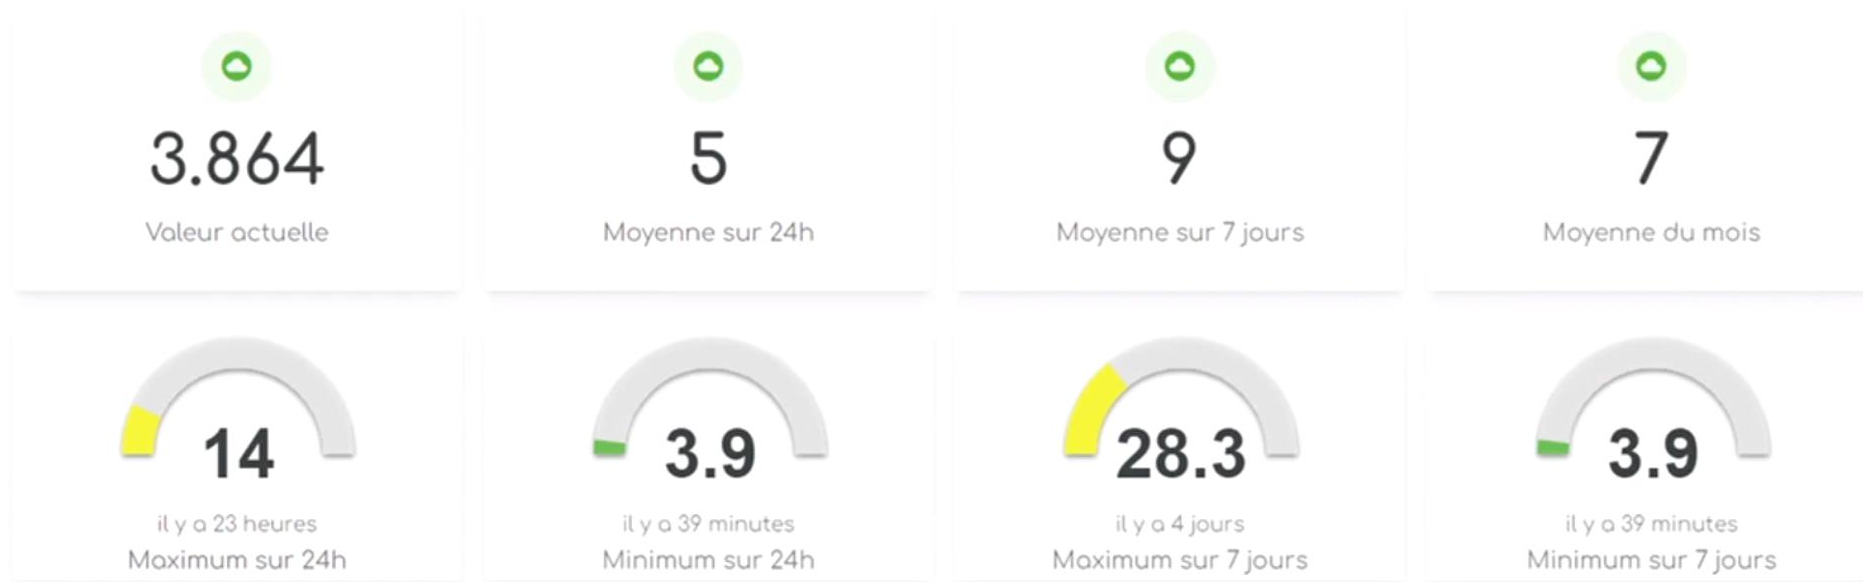 3.864
Valeur actuelle
5
Moyenne sur 24h
9
Moyenne sur 7 jours
7
Moyenne du mois
14
il y a 23 heures
Maximum sur 24h
3.9
il y a 39 minutes
Minimum sur 24h
28.3
il y a 4 jours
Maximum sur 7 jours
3.9
il y a 39 minutes
Minimum sur 7 jours